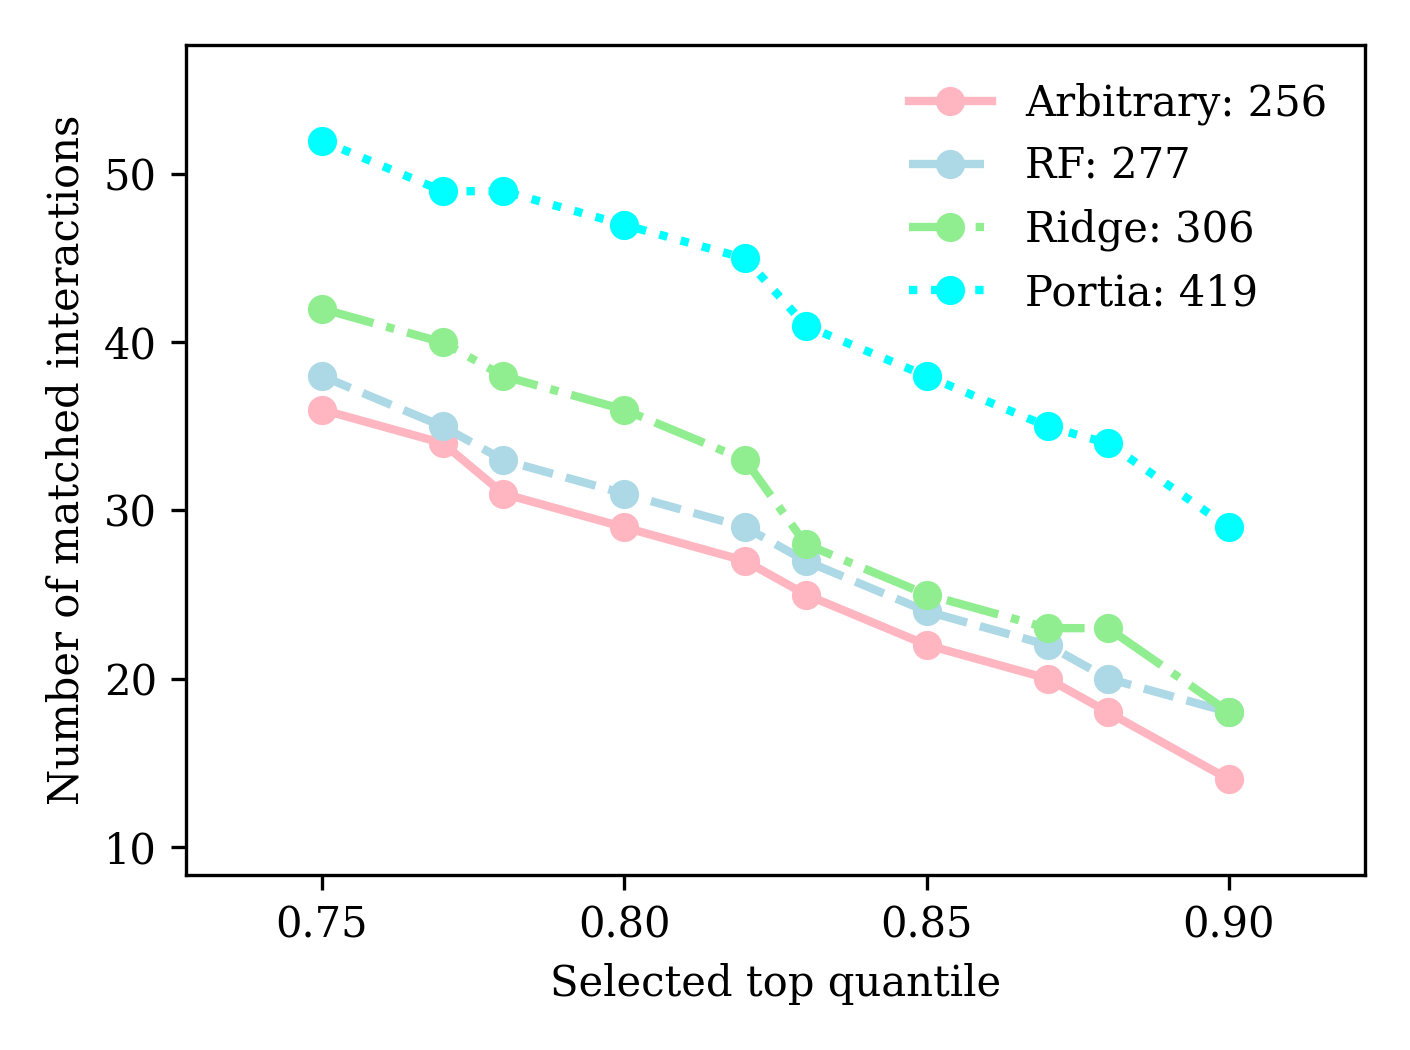 Number of matched interactions
50
40
30
20
10
Arbitrary: 256
RF: 277
Ridge: 306
Portia: 419
0.75 0.80 0.85 0.90
Selected top quantile